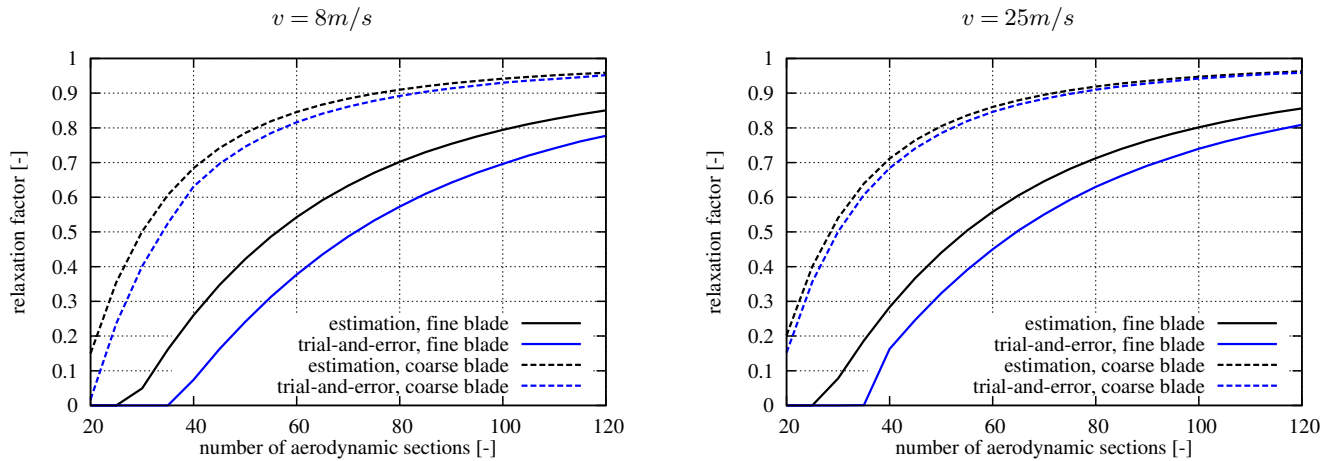 v = 8m/s
1
0.9
0.8
0.7
0.6
0.5
0.4
0.3
0.2
0.1
0
relaxation factor [-]
estimation, fine blade
trial-and-error, fine blade
estimation, coarse blade
trial-and-error, coarse blade
20 40 60 80 100 120
number of aerodynamic sections [-]
v = 25m/s
1
0.9
0.8
0.7
0.6
0.5
0.4
0.3
0.2
0.1
0
relaxation factor [-]
estimation, fine blade
trial-and-error, fine blade
estimation, coarse blade
trial-and-error, coarse blade
20 40 60 80 100 120
number of aerodynamic sections [-]